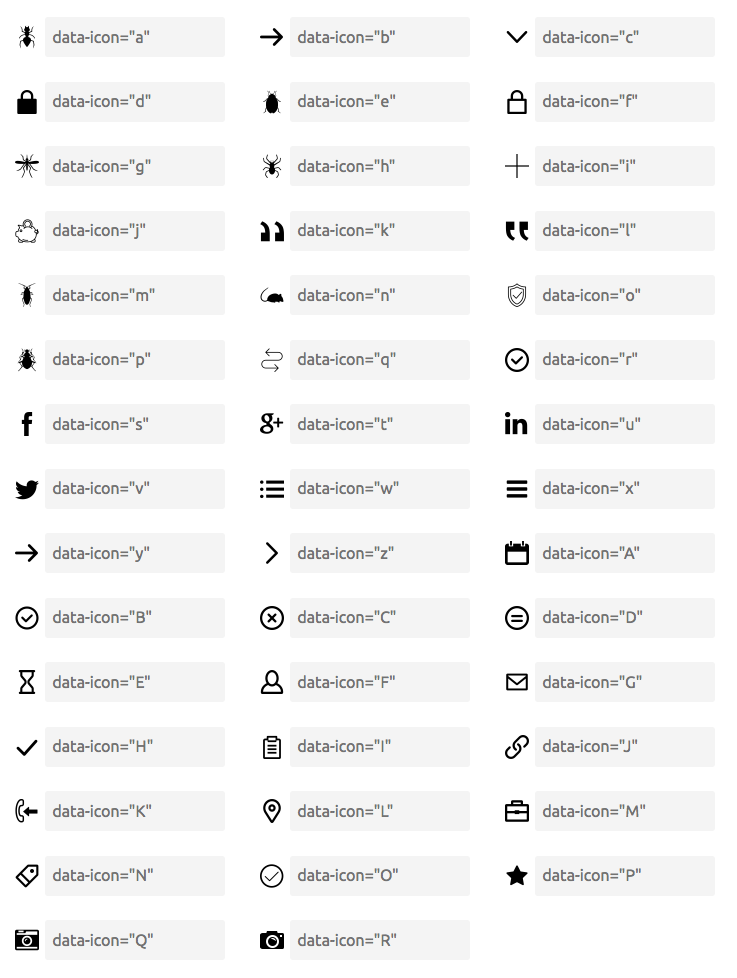 data-icon="a" data-icon="b" data-icon="c"
data-icon="d" data-icon="e" data-icon="f"
data-icon="g" data-icon="h" data-icon="i"
data-icon="j" data-icon="k" data-icon="l"
data-icon="m" data-icon="n" data-icon="o"
data-icon="p" data-icon="q" data-icon="r"
data-icon="s" data-icon="t" data-icon="u"
data-icon="v" data-icon="w" data-icon="x"
data-icon="y" data-icon="z" data-icon="A"
data-icon="B" data-icon="C" data-icon="D"
data-icon="E" data-icon="F" data-icon="G"
data-icon="H" data-icon="I" data-icon="J"
data-icon="K" data-icon="L" data-icon="M"
data-icon="N" data-icon="O" data-icon="P"
data-icon="Q" data-icon="R"